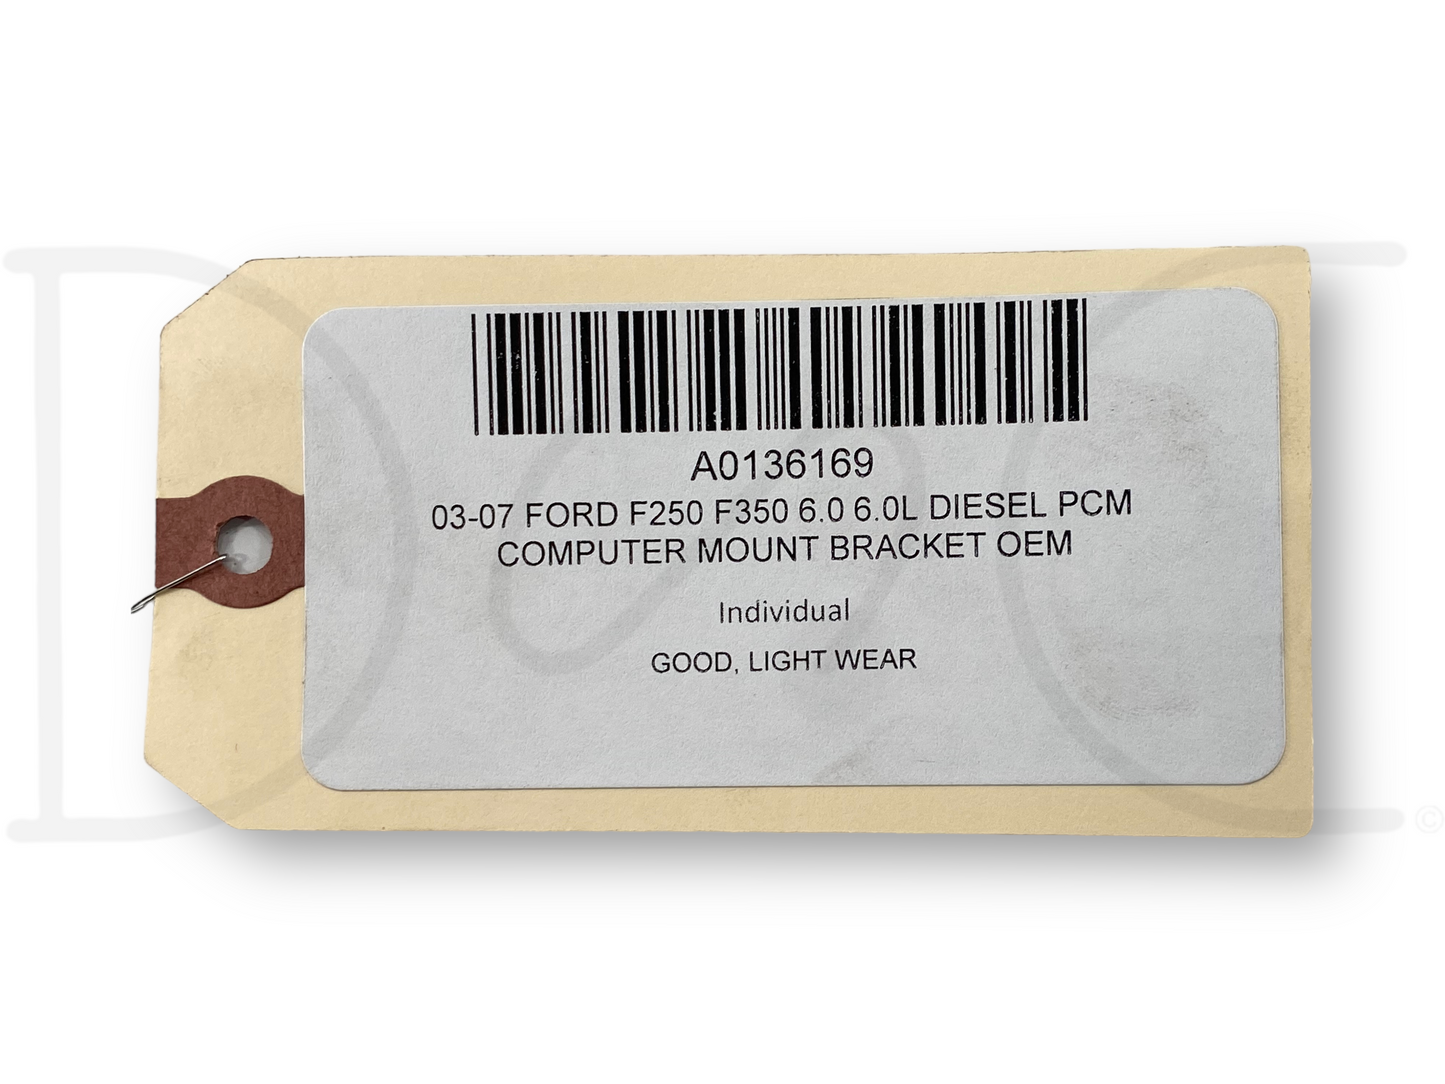 A0136169
03-07 FORD F250 F350 6.0 6.0L DIESEL PCM
COMPUTER MOUNT BRACKET OEM
Individual
GOOD, LIGHT WEAR
©